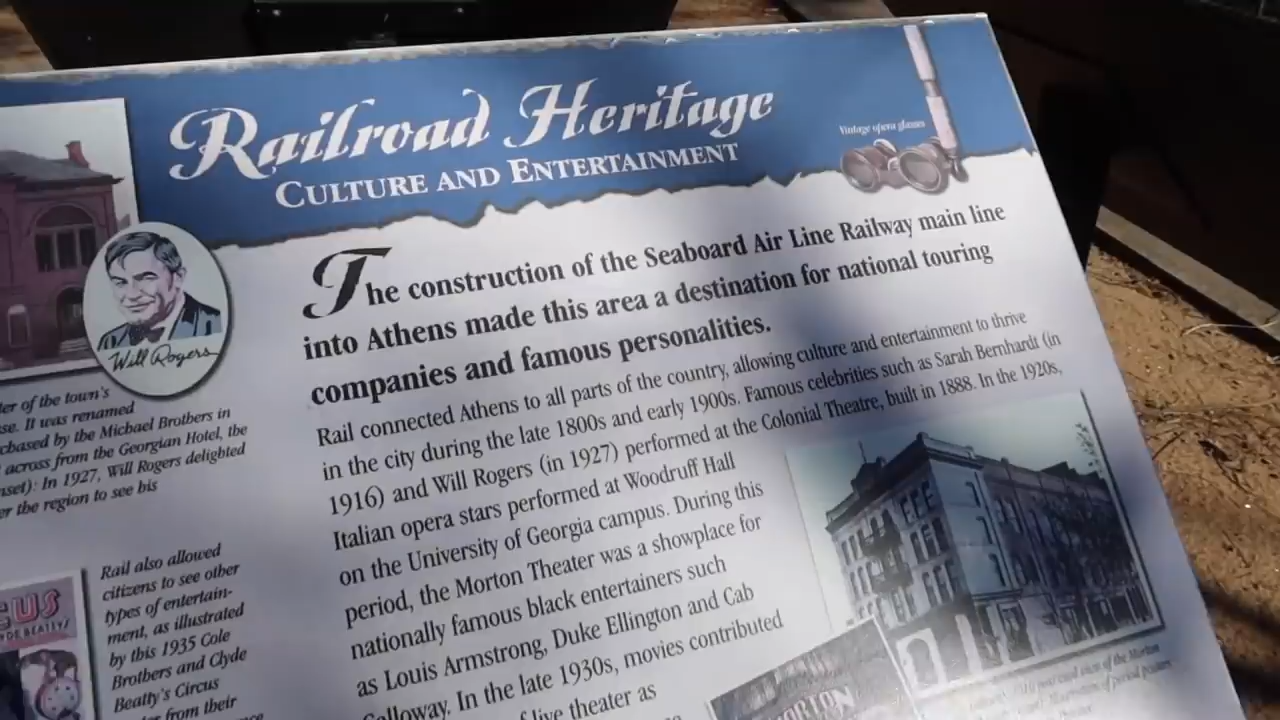 Railroad Heritage
CULTURE AND ENTERTAINMENT
Vintage opera glasses
The construction of the Seaboard Air Line Railway main line
into Athens made this area a destination for national touring
companies and famous personalities.
Rail connected Athens to all parts of the country, allowing culture and entertainment to thrive
in the city during the late 1800s and early 1900s. Famous celebrities such as Sarah Bernhardt (in
1916) and Will Rogers (in 1927) performed at the Colonial Theatre, built in 1888. In the 1920s,
Italian opera stars performed at Woodruff Hall
on the University of Georgia campus. During this
period, the Morton Theater was a showplace for
nationally famous black entertainers such
as Louis Armstrong, Duke Ellington and Cab
Calloway. In the late 1930s, movies contributed
live theater as
Will Rogers
of the town's
It was renamed
by the Michael Brothers in
across from the Georgian Hotel, the
In 1927, Will Rogers delighted
the region to see his
Rail also allowed
citizens to see other
types of entertain-
ment, as illustrated
by this 1935 Cole
Brothers and Clyde
Beatty's Circus
from their
BEATTY